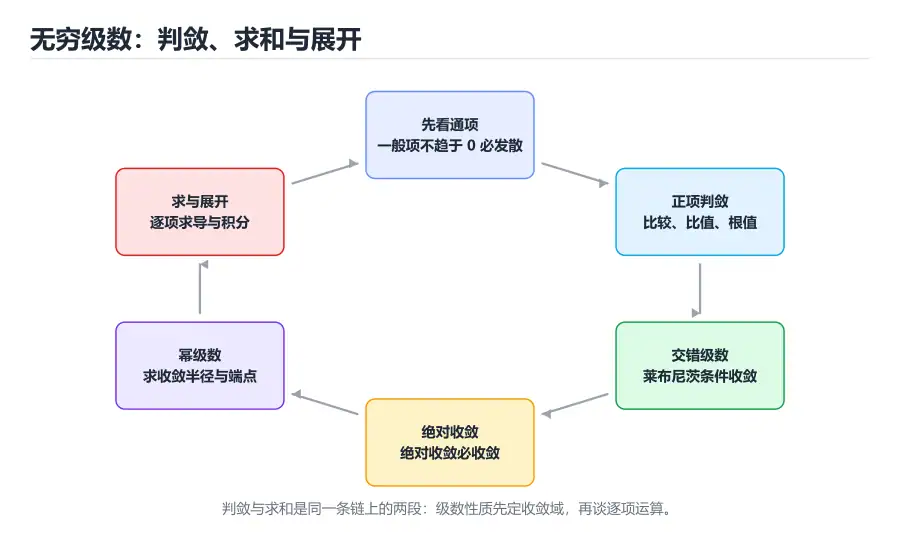 无穷级数：判敛、求和与展开
先看通项
一般项不趋于 0 必发散
正项判敛
比较、比值、根值
交错级数
莱布尼茨条件收敛
绝对收敛
绝对收敛必收敛
幂级数
求收敛半径与端点
求与展开
逐项求导与积分
判敛与求和是同一条链上的两段：级数性质先定收敛域，再谈逐项运算。